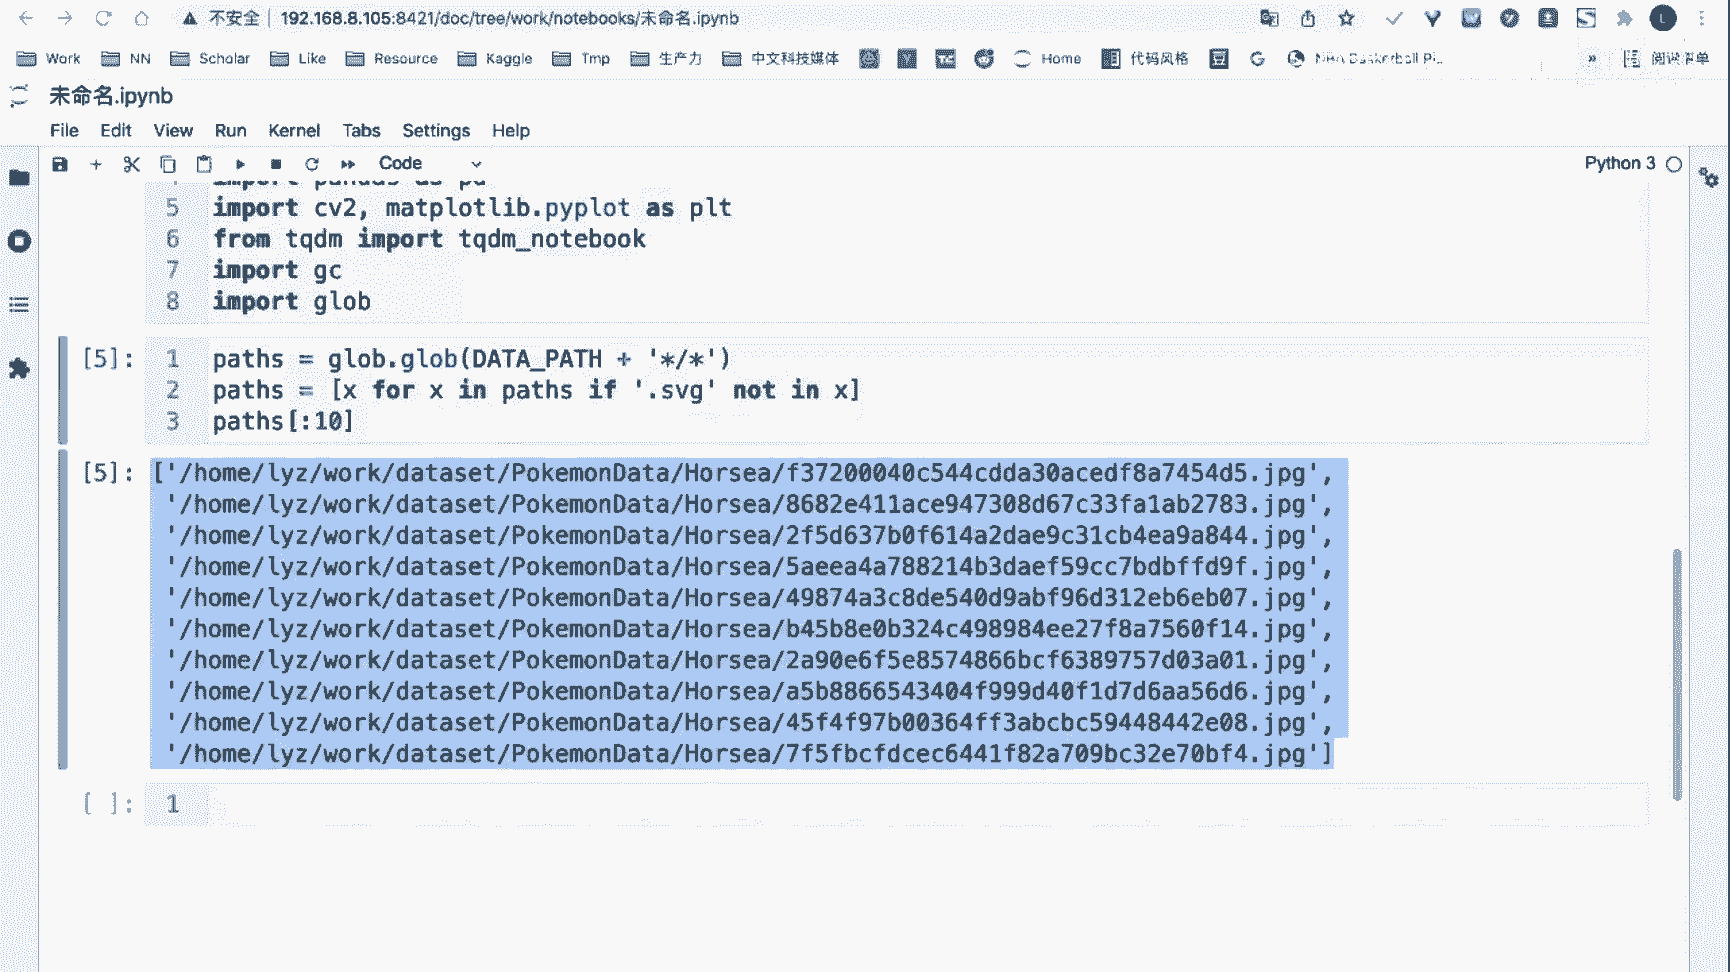 不安全 192.168.8.105:8421/doc/tree/work/notebooks/未命名.ipynb
Work NN Scholar Like Resource Kaggle Tmp 生产力 中文科技媒体 Home 代码风格 豆 G NBA Basketball Pi... »
未命名.ipynb
File Edit View Run Kernel Tabs Settings Help
Code Python 3
4 import pandas as pd
5 import cv2, matplotlib.pyplot as plt
6 from tqdm import tqdm_notebook
7 import gc
8 import glob
[5]: 1 paths = glob.glob(DATA_PATH + '*/*')
2 paths = [x for x in paths if '.svg' not in x]
3 paths[:10]
[5]: ['/home/lyz/work/dataset/PokemonData/Horsea/f37200040c544cdda30acedf8a7454d5.jpg',
'/home/lyz/work/dataset/PokemonData/Horsea/8682e411ace947308d67c33fa1ab2783.jpg',
'/home/lyz/work/dataset/PokemonData/Horsea/2f5d637b0f614a2dae9c31cb4ea9a844.jpg',
'/home/lyz/work/dataset/PokemonData/Horsea/5aeea4a788214b3daef59cc7bdbffd9f.jpg',
'/home/lyz/work/dataset/PokemonData/Horsea/49874a3c8de540d9abf96d312eb6eb07.jpg',
'/home/lyz/work/dataset/PokemonData/Horsea/b45b8e0b324c498984ee27f8a7560f14.jpg',
'/home/lyz/work/dataset/PokemonData/Horsea/2a90e6f5e8574866bcf6389757d03a01.jpg',
'/home/lyz/work/dataset/PokemonData/Horsea/a5b8866543404f999d40f1d7d6aa56d6.jpg',
'/home/lyz/work/dataset/PokemonData/Horsea/45f4f97b00364ff3abcbc59448442e08.jpg',
'/home/lyz/work/dataset/PokemonData/Horsea/7f5fbcfdcec6441f82a709bc32e70bf4.jpg']
[ ]: 1